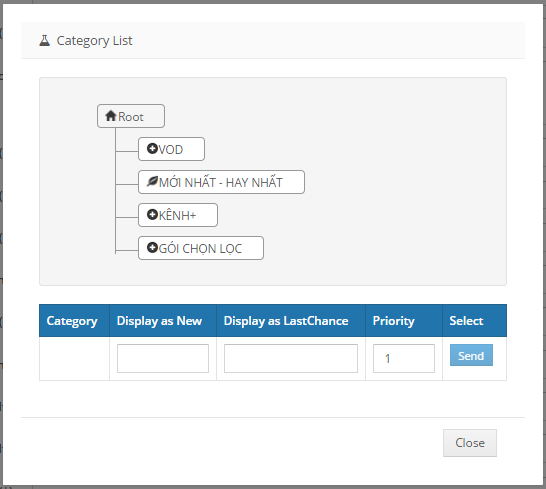 Category List
Root
VOD
MỚI NHẤT - HAY NHẤT
KÊNH+
GÓI CHỌN LỌC
Category Display as New Display as LastChance Priority Select
1 Send
Close